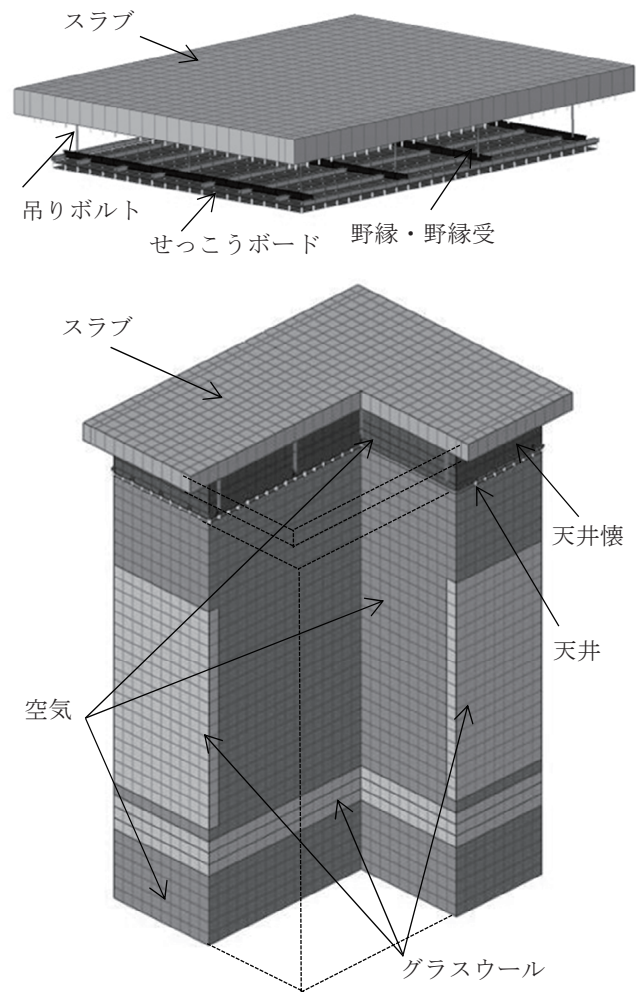 スラブ
吊りボルト
せっこうボード
野縁・野縁受
スラブ
天井懐
天井
空気
グラスウール